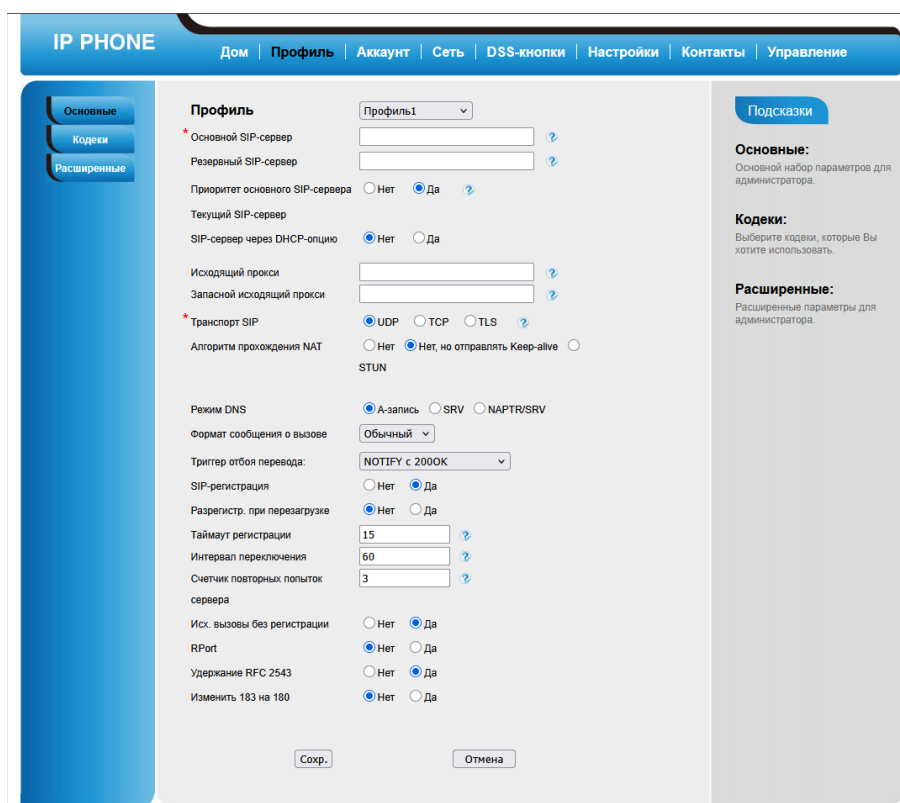 IP PHONE
Дом Профиль Аккаунт Сеть DSS-кнопки Настройки Контакты Управление
Основные
Кодеки
Расширенные
Профиль Профиль1
* Основной SIP-сервер
Резервный SIP-сервер
Приоритет основного SIP-сервера Нет Да
Текущий SIP-сервер
SIP-сервер через DHCP-опцию Нет Да
Исходящий прокси
Запасной исходящий прокси
* Транспорт SIP UDP TCP TLS
Алгоритм прохождения NAT Нет Нет, но отправлять Keep-alive
STUN
Режим DNS А-запись SRV NAPTR/SRV
Формат сообщения о вызове Обычный
Триггер отбоя перевода: NOTIFY с 200OK
SIP-регистрация Нет Да
Разрегистр. при перезагрузке Нет Да
Таймаут регистрации 15
Интервал переключения 60
Счетчик повторных попыток 3
сервера
Исх. вызовы без регистрации Нет Да
RPort Нет Да
Удержание RFC 2543 Нет Да
Изменить 183 на 180 Нет Да
Сохр. Отмена
Подсказки
Основные:
Основной набор параметров для
администратора.
Кодеки:
Выберите кодеки, которые Вы
хотите использовать.
Расширенные:
Расширенные параметры для
администратора.